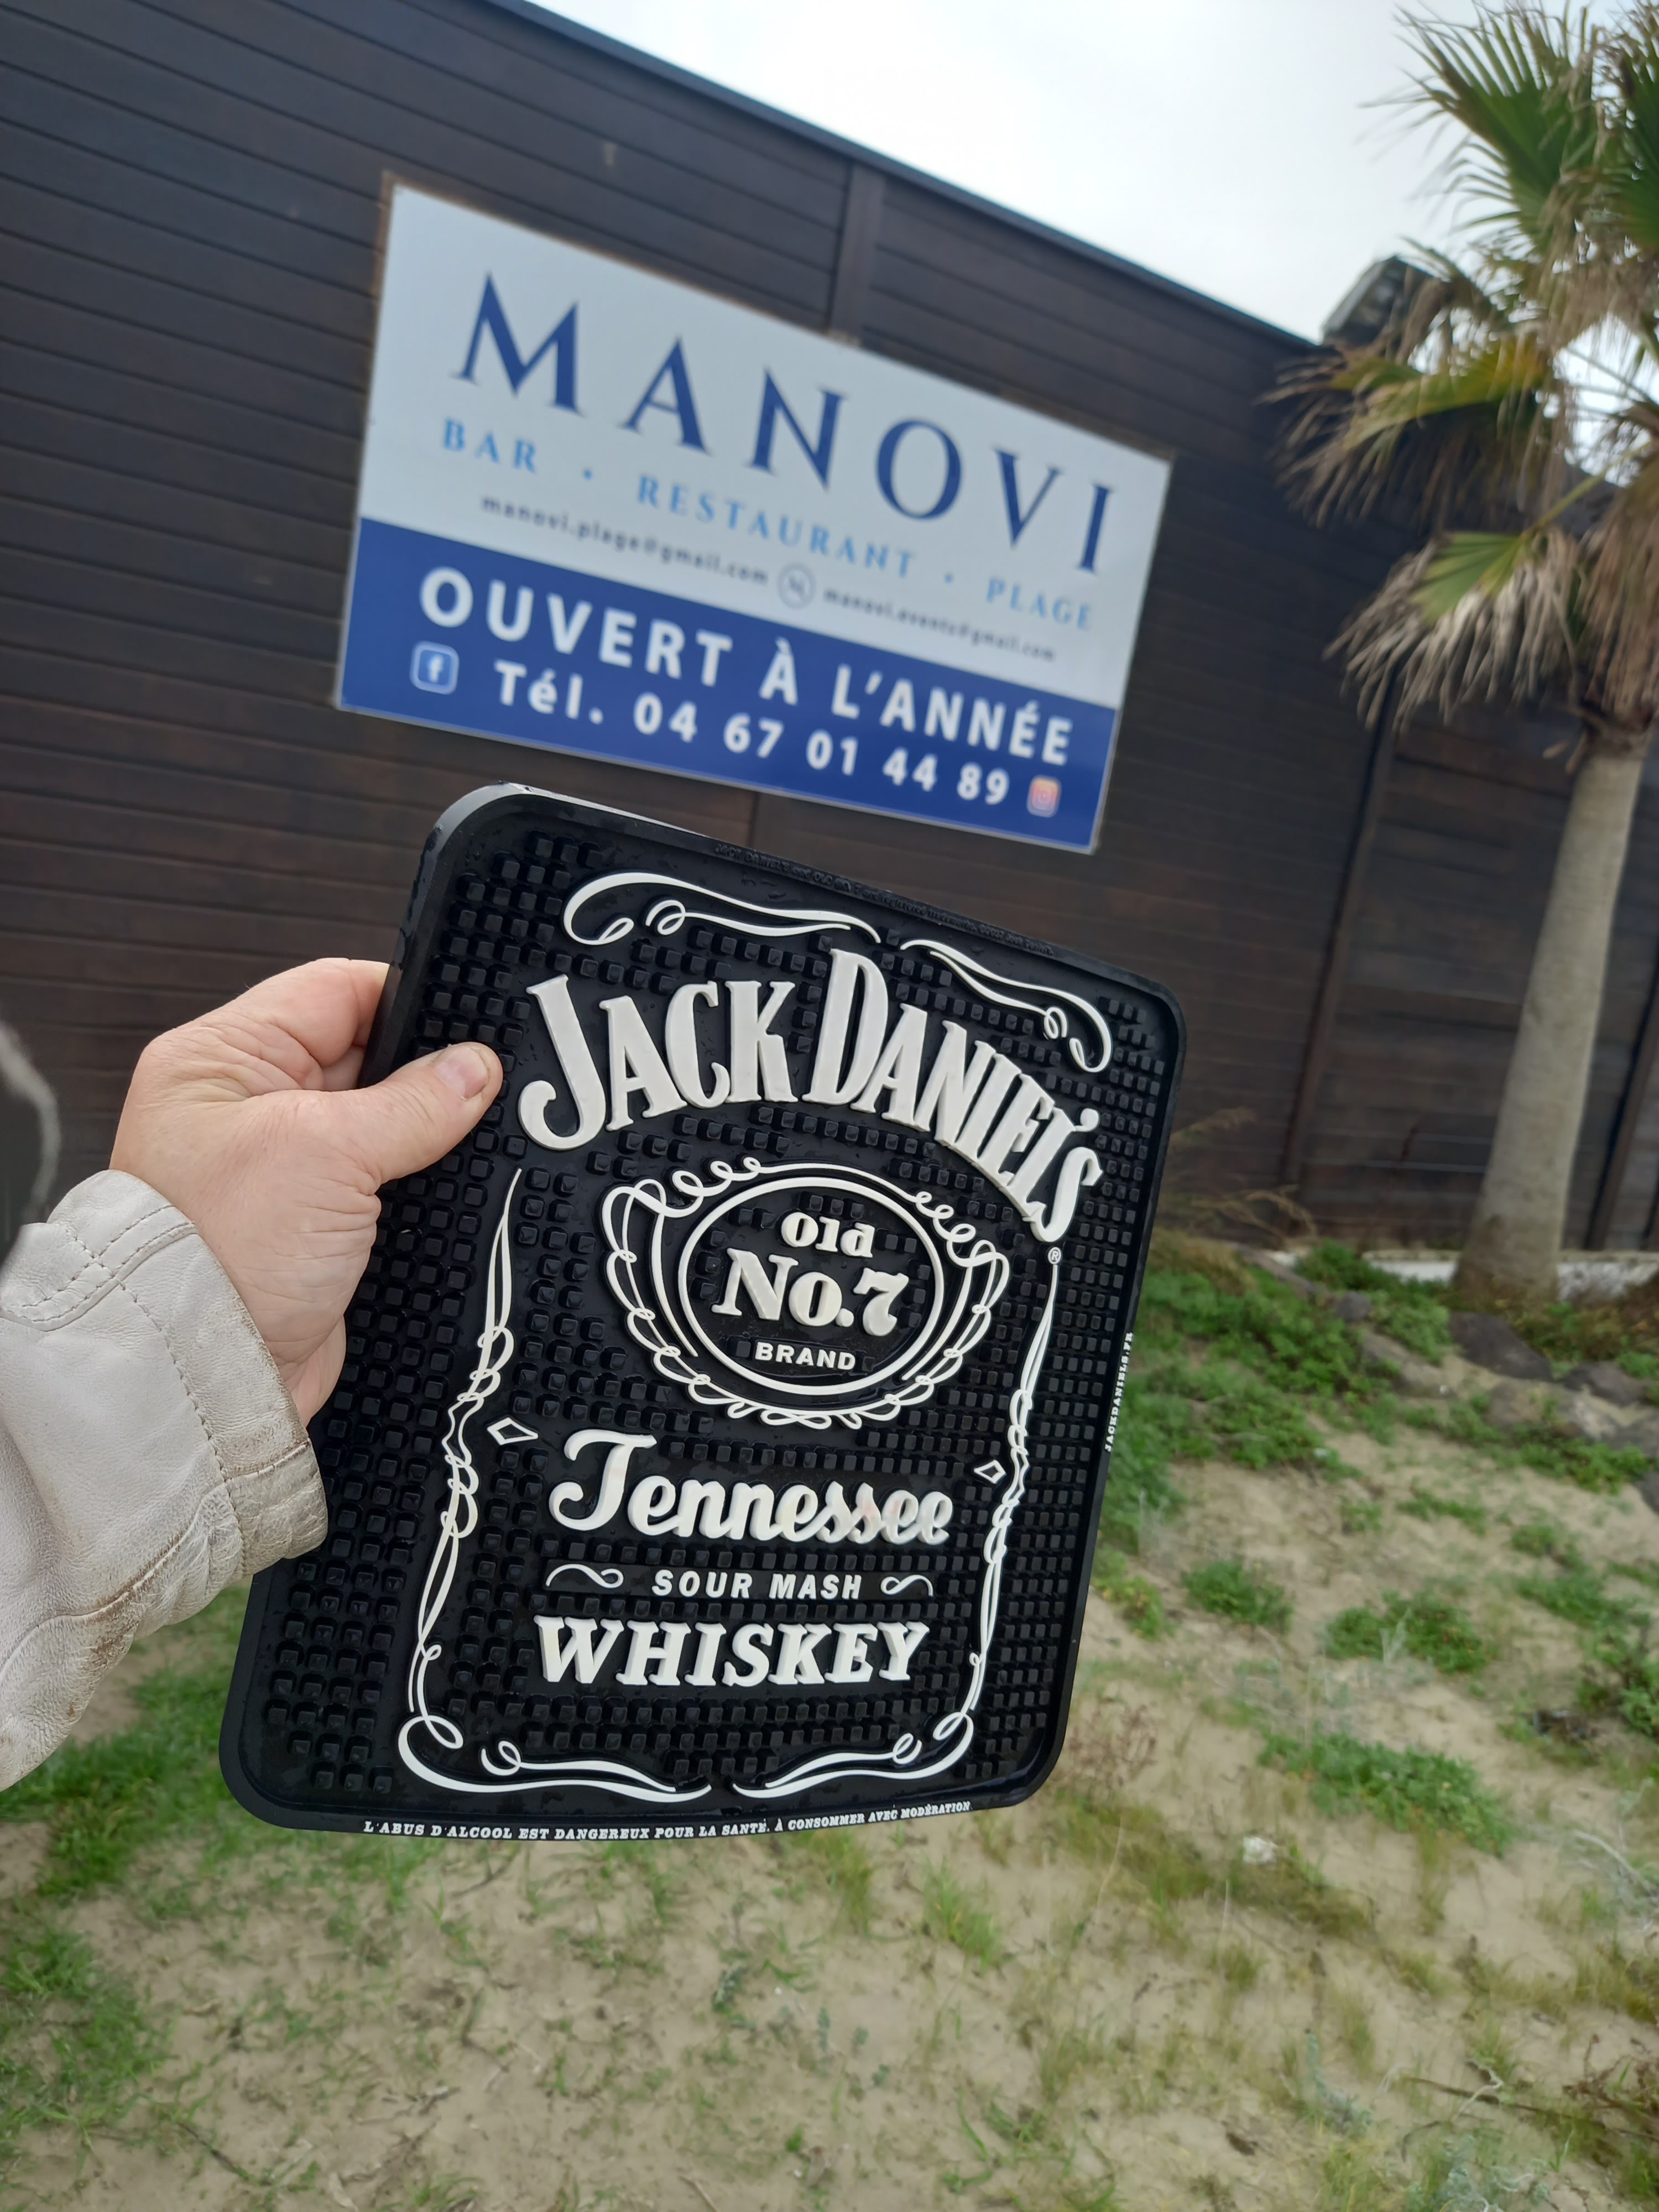 MANOVI
BAR • RESTAURANT • PLAGE
manovi.plage@gmail.com manovi.events@gmail.com
OUVERT À L'ANNÉE
Tél. 04 67 01 44 89
JACK DANIEL'S
®
Old
No.7
BRAND
Tennessee
SOUR MASH
WHISKEY
JACKDANIELS.FR
L'ABUS D'ALCOOL EST DANGEREUX POUR LA SANTÉ. À CONSOMMER AVEC MODÉRATION